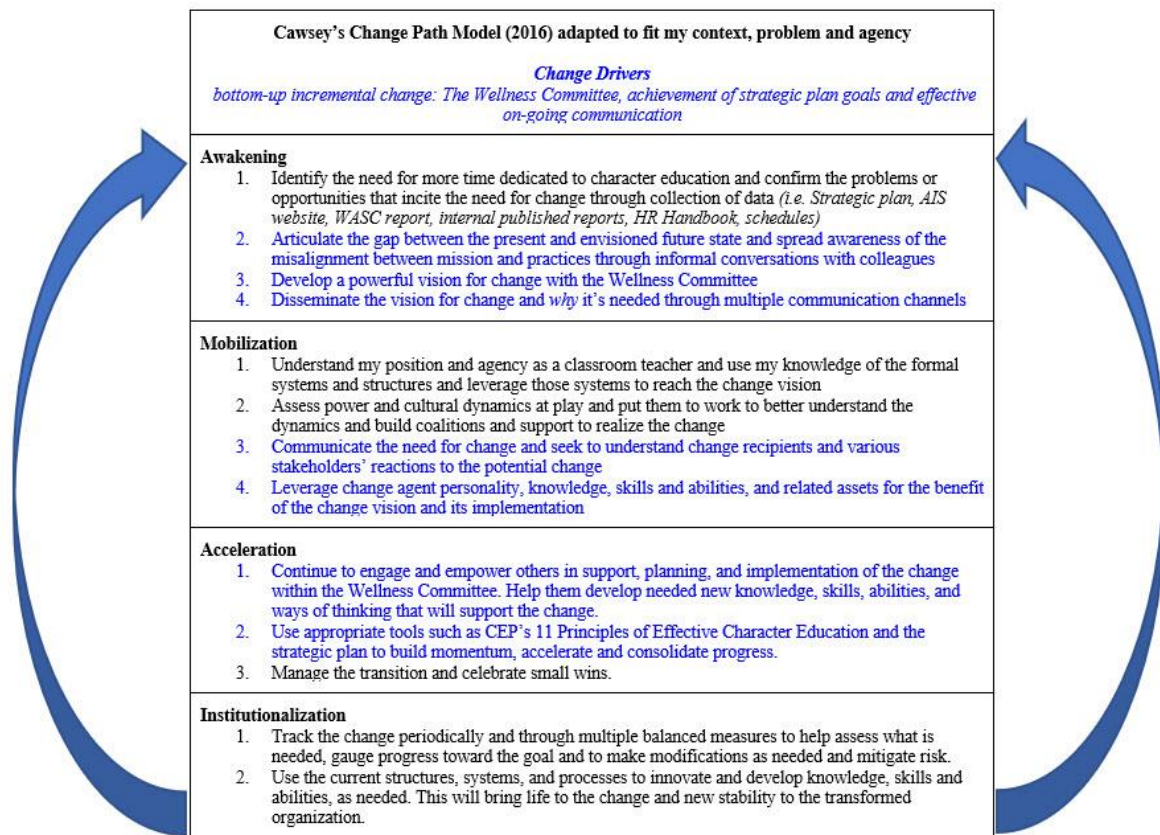 Cawsey's Change Path Model (2016) adapted to fit my context, problem and agency
Change Drivers
bottom-up incremental change: The Wellness Committee, achievement of strategic plan goals and effective
on-going communication
Awakening
1. Identify the need for more time dedicated to character education and confirm the problems or
opportunities that incite the need for change through collection of data (i.e. Strategic plan, AIS
website, WASC report, internal published reports, HR Handbook, schedules)
2. Articulate the gap between the present and envisioned future state and spread awareness of the
misalignment between mission and practices through informal conversations with colleagues
3. Develop a powerful vision for change with the Wellness Committee
4. Disseminate the vision for change and why it's needed through multiple communication channels
Mobilization
1. Understand my position and agency as a classroom teacher and use my knowledge of the formal
systems and structures and leverage those systems to reach the change vision
2. Assess power and cultural dynamics at play and put them to work to better understand the
dynamics and build coalitions and support to realize the change
3. Communicate the need for change and seek to understand change recipients and various
stakeholders' reactions to the potential change
4. Leverage change agent personality, knowledge, skills and abilities, and related assets for the benefit
of the change vision and its implementation
Acceleration
1. Continue to engage and empower others in support, planning, and implementation of the change
within the Wellness Committee. Help them develop needed new knowledge, skills, abilities, and
ways of thinking that will support the change.
2. Use appropriate tools such as CEP's 11 Principles of Effective Character Education and the
strategic plan to build momentum, accelerate and consolidate progress.
3. Manage the transition and celebrate small wins.
Institutionalization
1. Track the change periodically and through multiple balanced measures to help assess what is
needed, gauge progress toward the goal and to make modifications as needed and mitigate risk.
2. Use the current structures, systems, and processes to innovate and develop knowledge, skills and
abilities, as needed. This will bring life to the change and new stability to the transformed
organization.